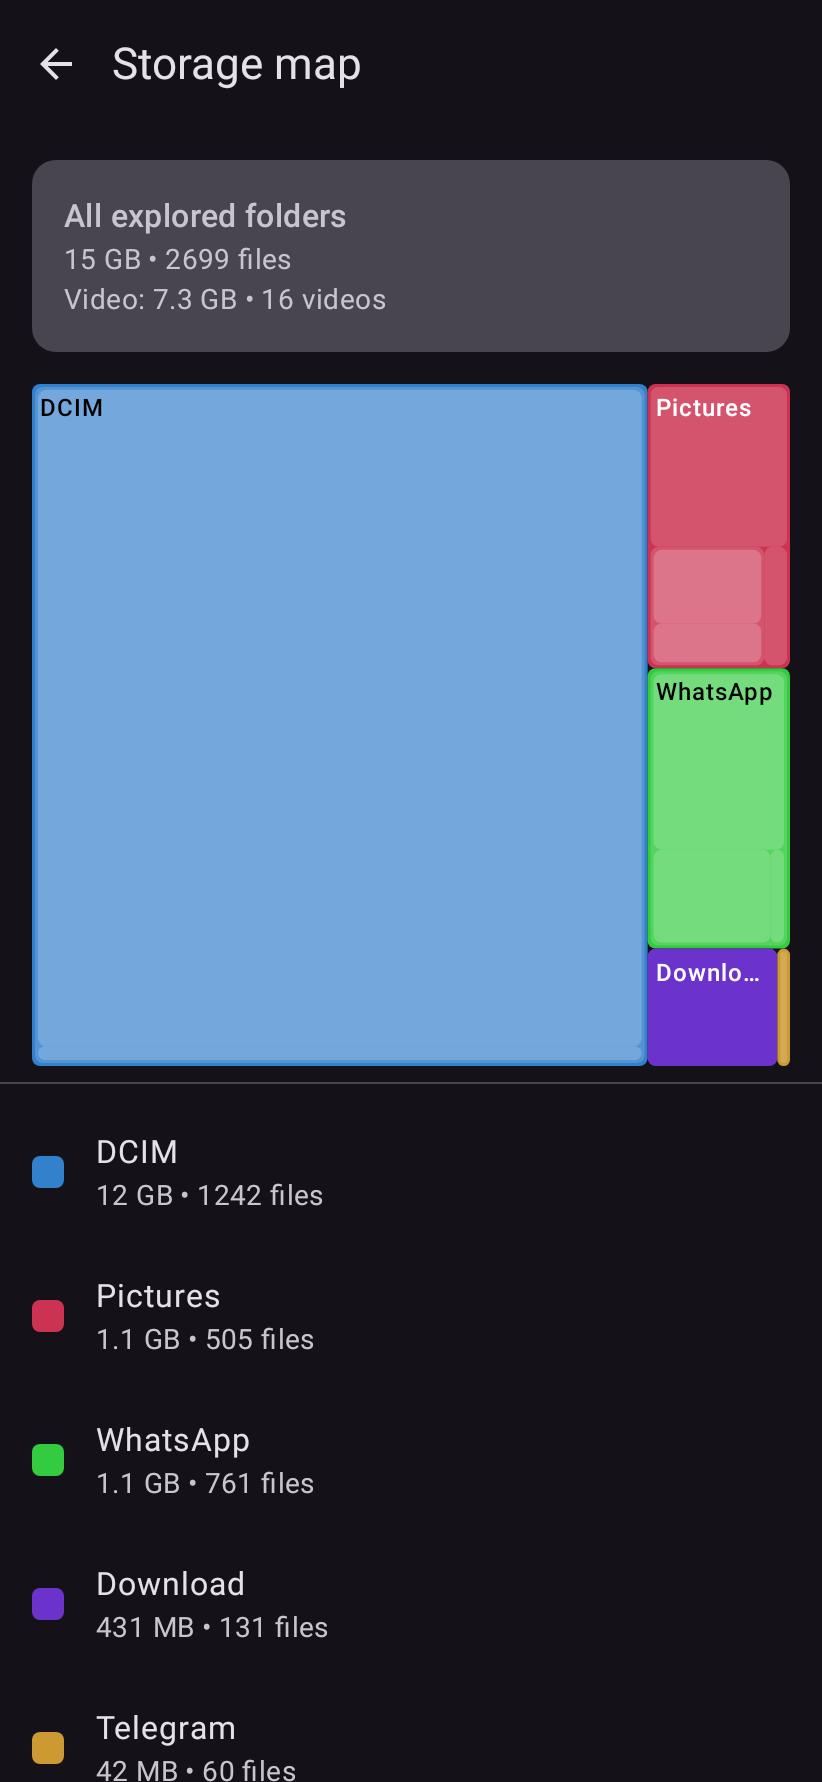 Storage map
All explored folders
15 GB • 2699 files
Video: 7.3 GB • 16 videos
DCIM
Pictures
WhatsApp
Downlo…
DCIM
12 GB • 1242 files
Pictures
1.1 GB • 505 files
WhatsApp
1.1 GB • 761 files
Download
431 MB • 131 files
Telegram
42 MB • 60 files